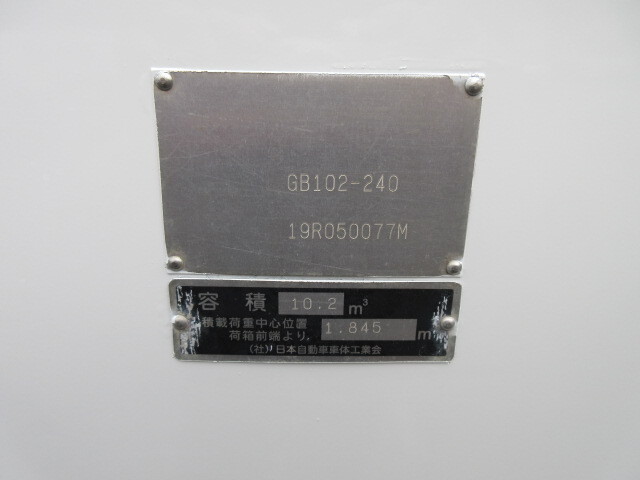 GB102-240
19R050077M
容積 10.2 m³
積載荷重中心位置
荷箱前端より. 1.845 m
(社)日本自動車車体工業会